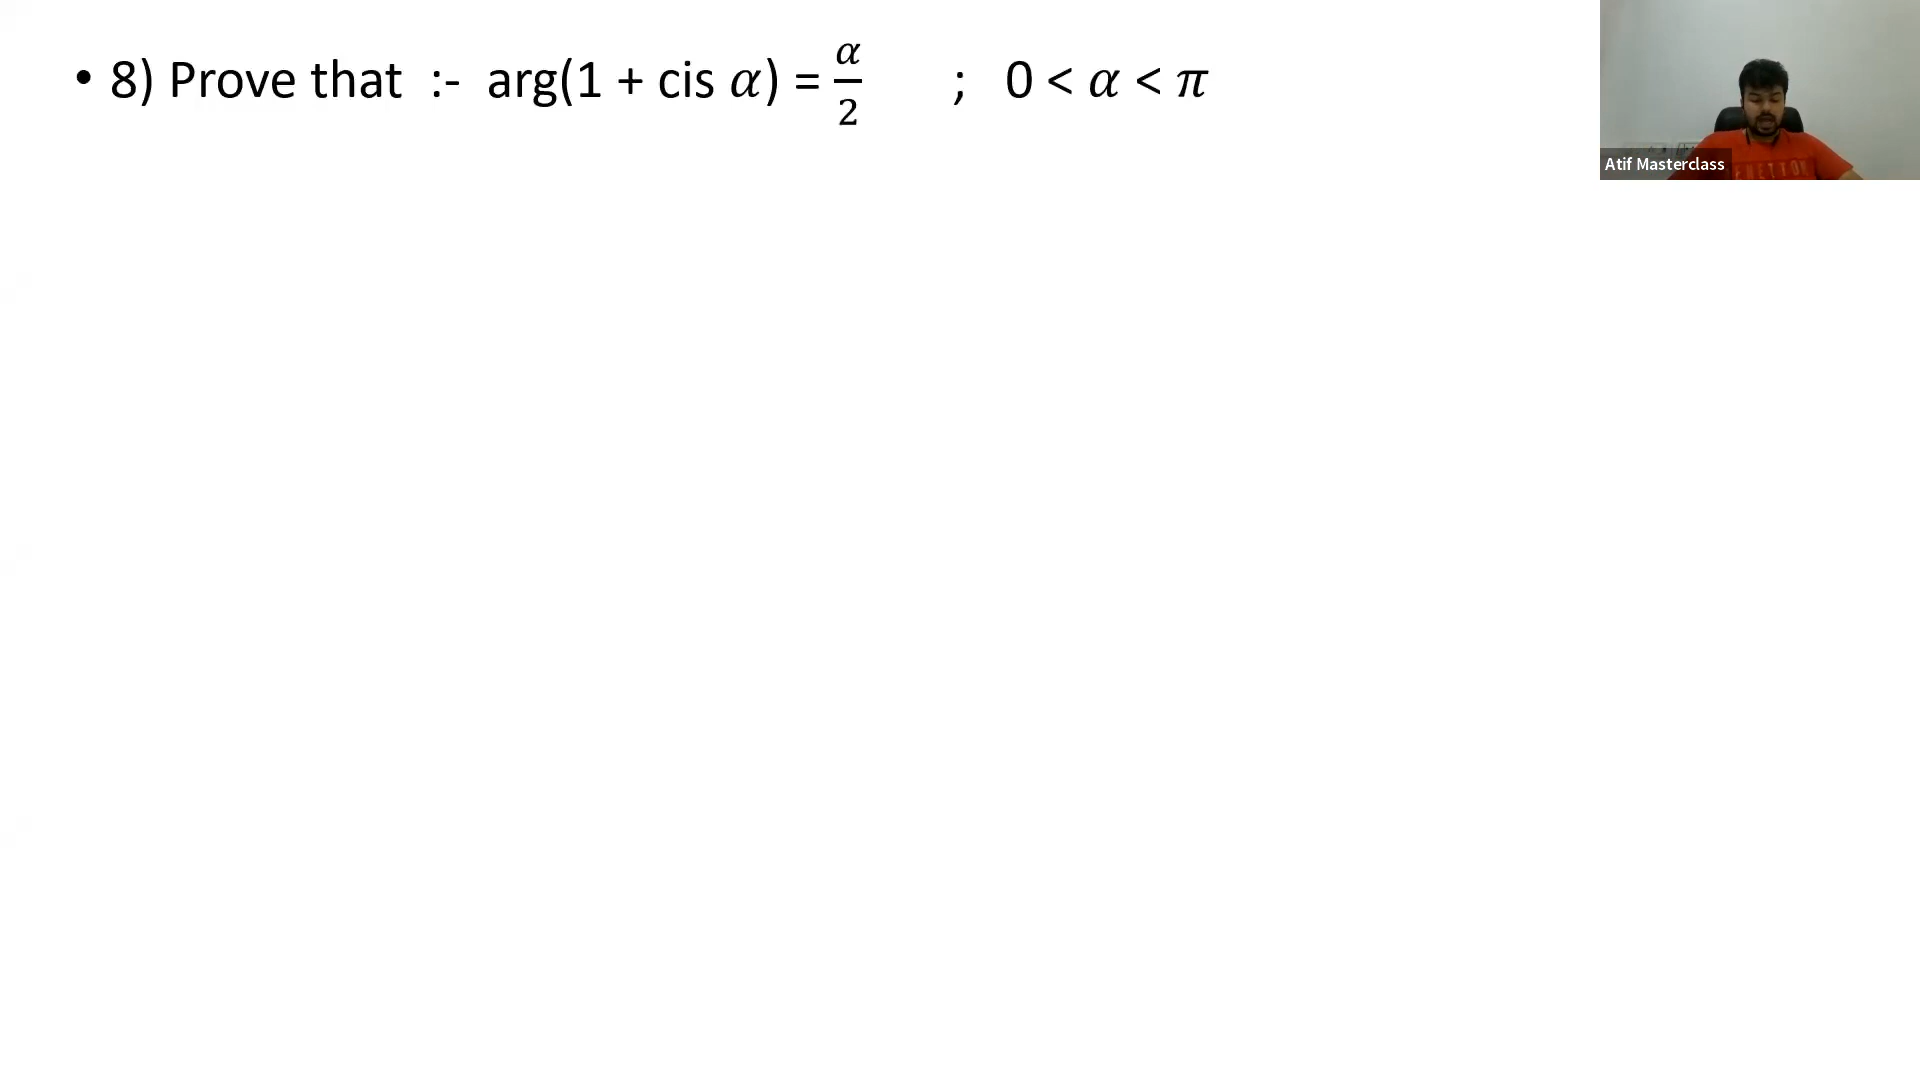 • 8) Prove that :- arg(1 + cis 𝛼) = 𝛼/2 ; 0 < 𝛼 < 𝜋
Atif Masterclass